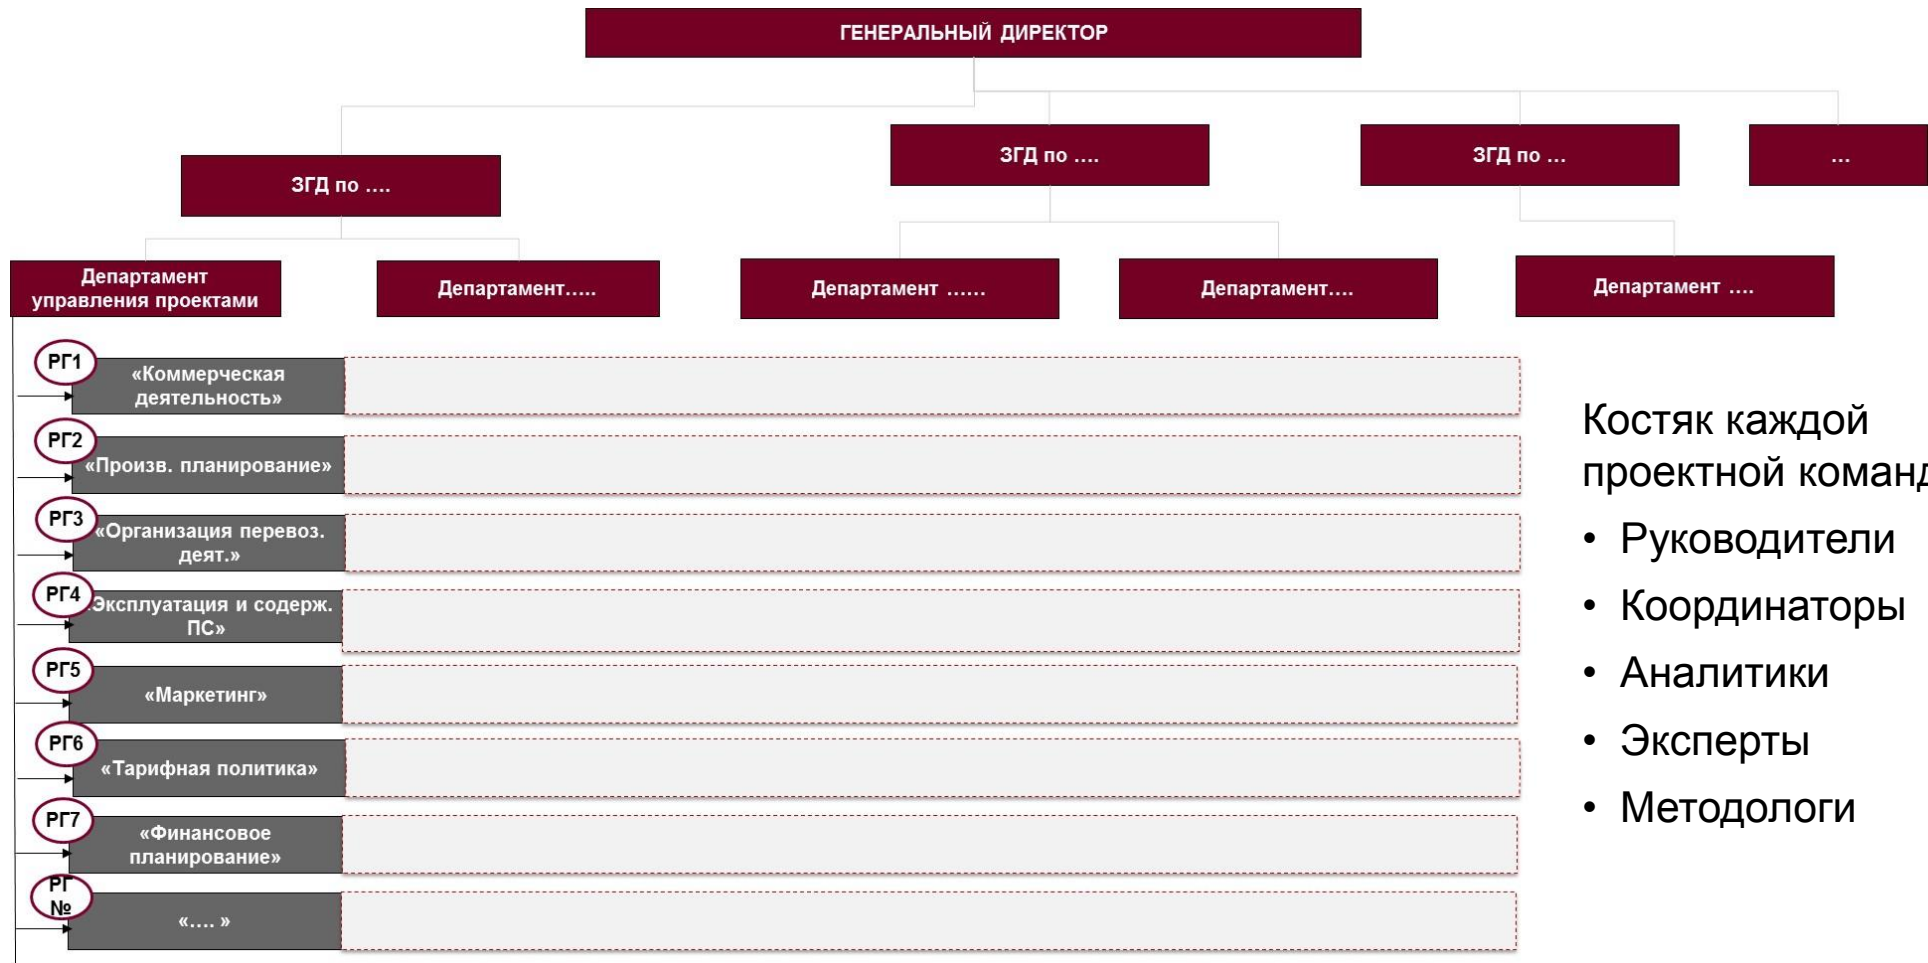 ГЕНЕРАЛЬНЫЙ ДИРЕКТОР
ЗГД по ….
ЗГД по ….
ЗГД по …
…
Департамент
управления проектами
Департамент…..
Департамент ……
Департамент….
Департамент ….
РГ1
«Коммерческая
деятельность»
РГ2
«Произв. планирование»
РГ3
«Организация перевоз.
деят.»
РГ4
Эксплуатация и содерж.
ПС»
РГ5
«Маркетинг»
РГ6
«Тарифная политика»
РГ7
«Финансовое
планирование»
РГ
№
«…. »
Костяк каждой
проектной команд
• Руководители
• Координаторы
• Аналитики
• Эксперты
• Методологи